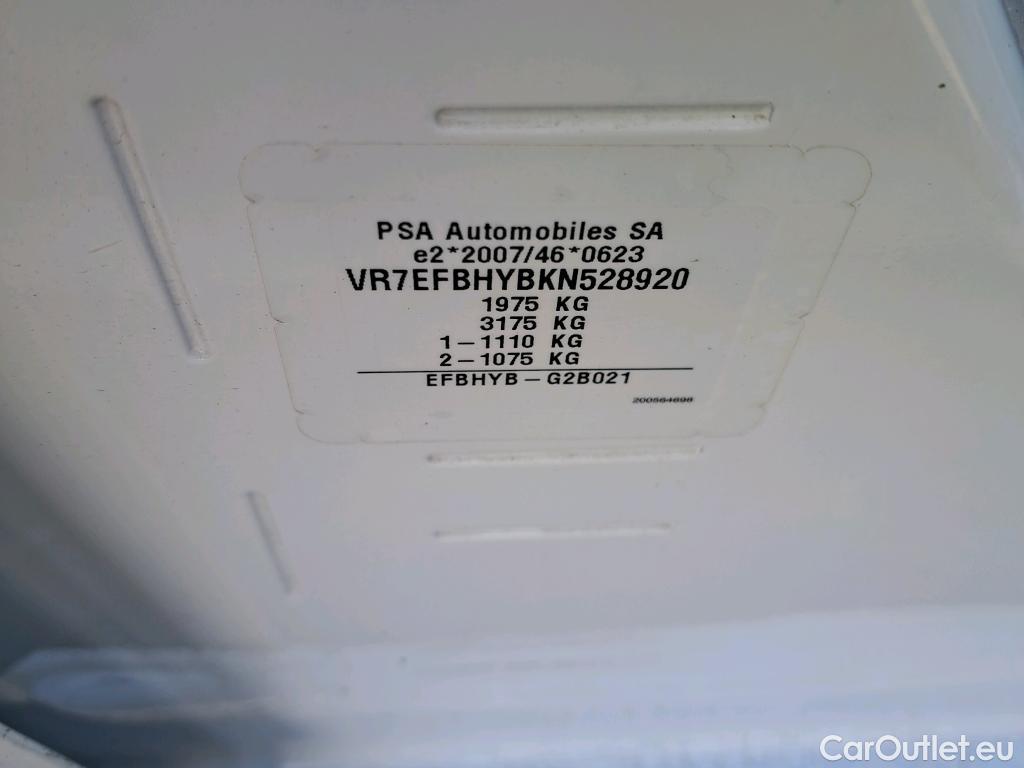 PSA Automobiles SA
e2*2007/46*0623
VR7EFBHYBKN528920
1975 KG
3175 KG
1-1110 KG
2-1075 KG
EFBHYB-G2B021
200564698
CarOutlet.eu